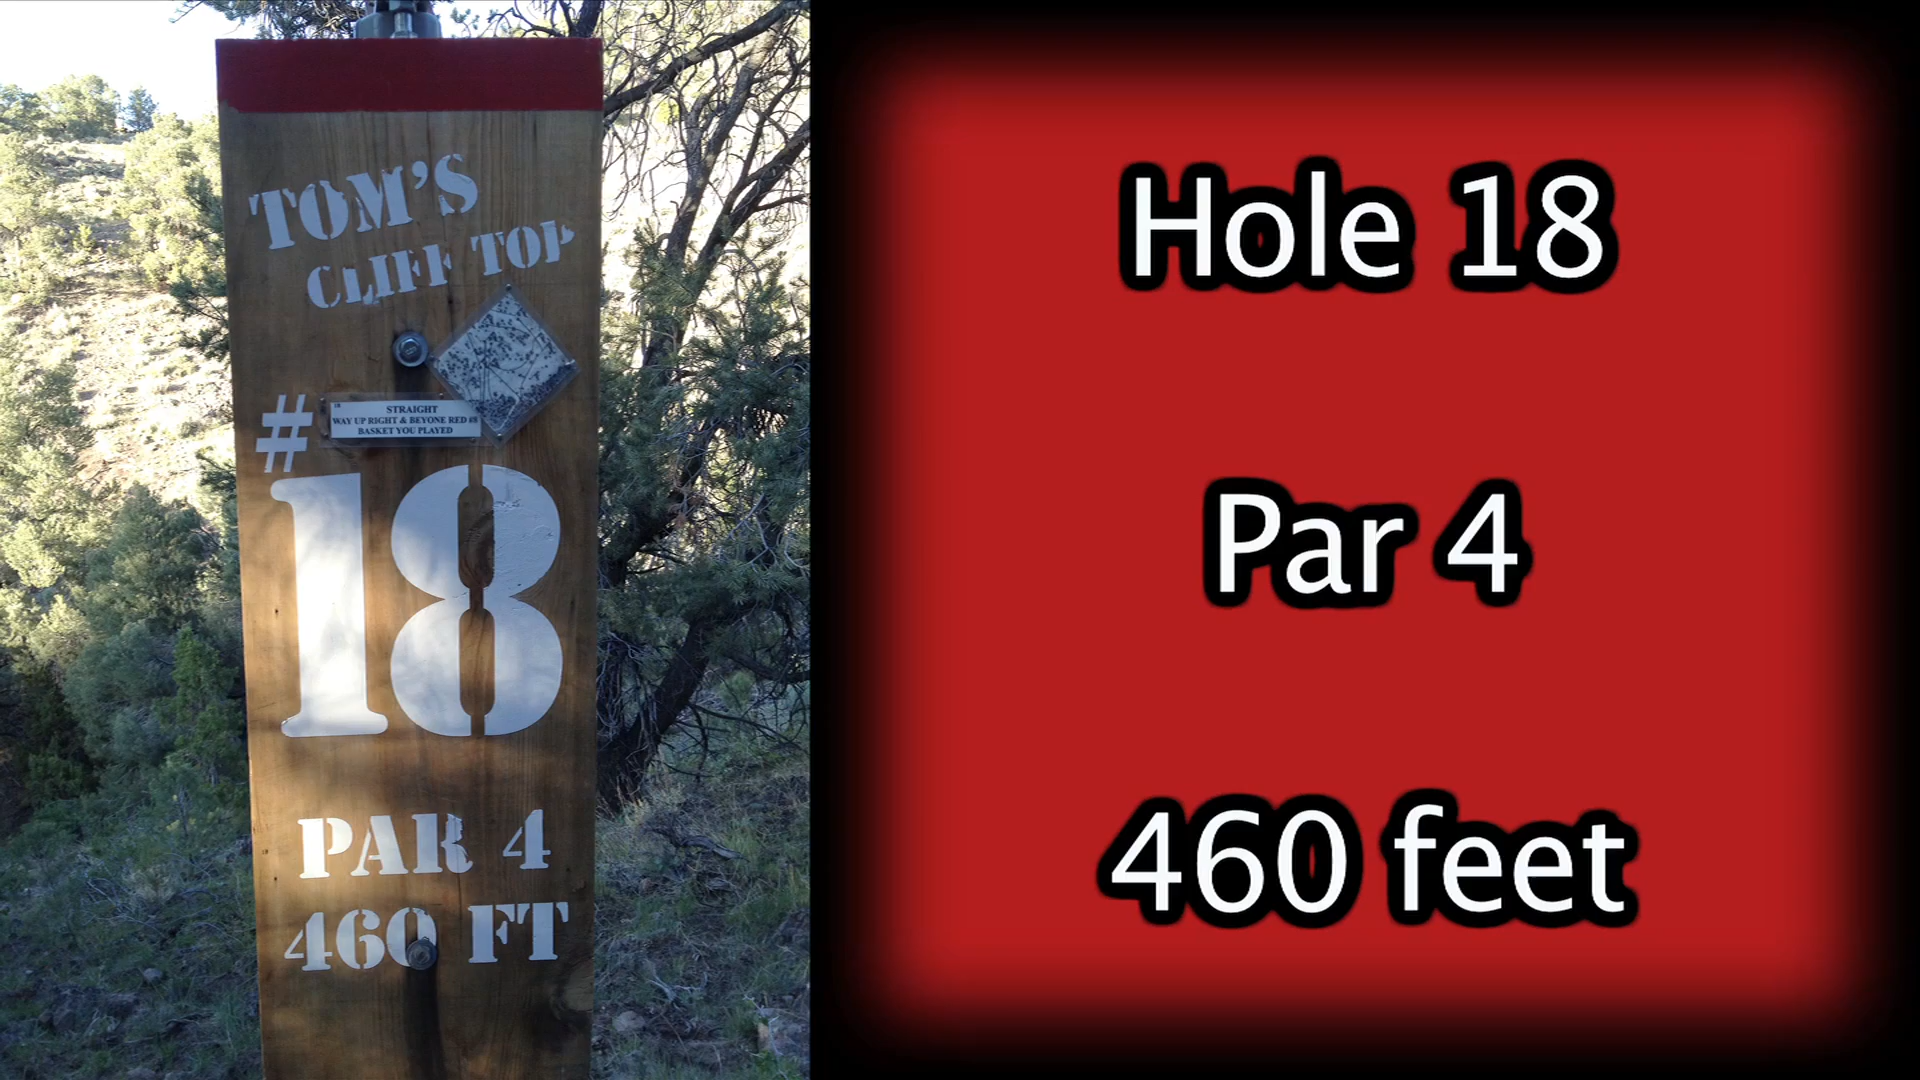 TOM'S
CLIFF TOP
#
18
STRAIGHT
WAY UP RIGHT & BEYONE RED #8
BASKET YOU PLAYED
18
PAR 4
460 FT
Hole 18
Par 4
460 feet